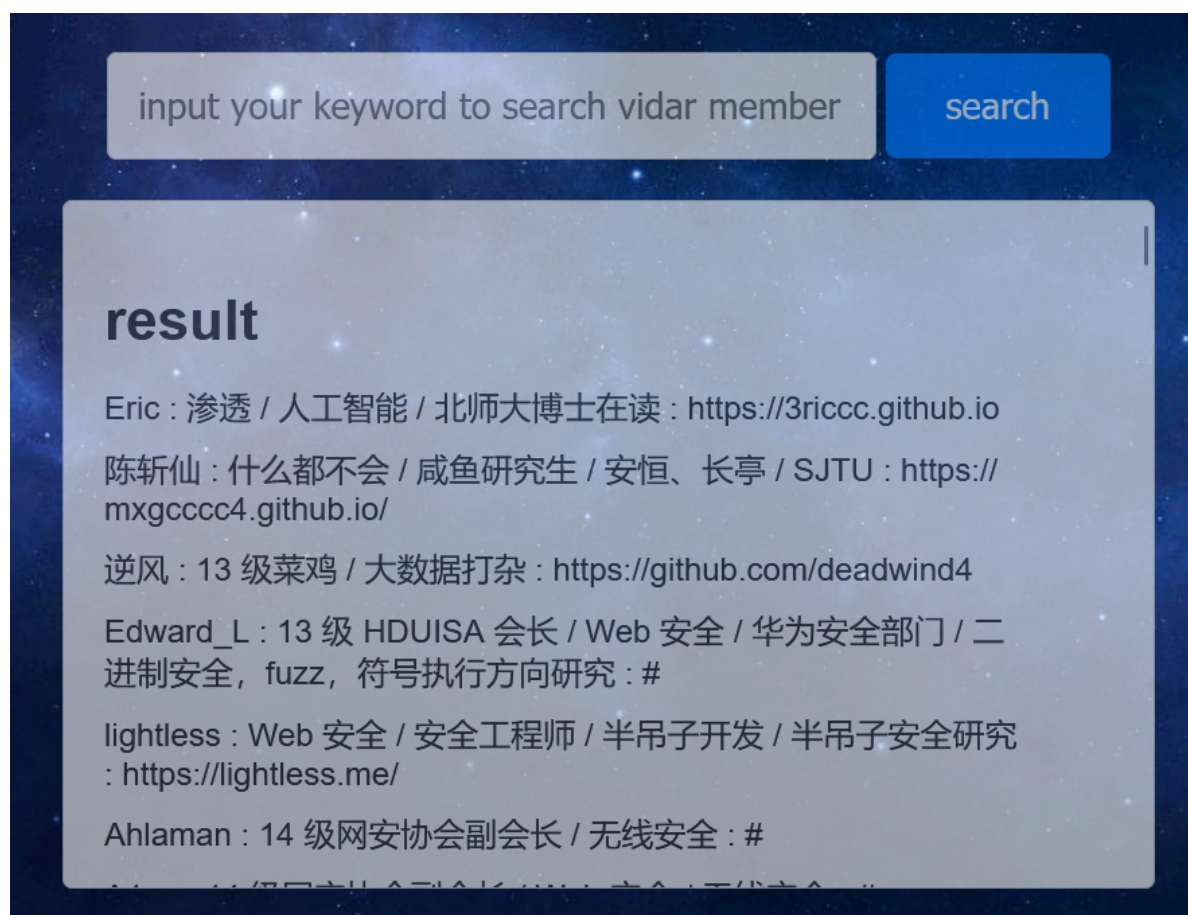 input your keyword to search vidar member
search
result
Eric : 渗透 / 人工智能 / 北师大博士在读 : https://3riccc.github.io
陈斩仙 : 什么都不会 / 咸鱼研究生 / 安恒、长亭 / SJTU : https://
mxgcccc4.github.io/
逆风 : 13 级菜鸡 / 大数据打杂 : https://github.com/deadwind4
Edward_L : 13 级 HDUISA 会长 / Web 安全 / 华为安全部门 / 二
进制安全，fuzz，符号执行方向研究 : #
lightless : Web 安全 / 安全工程师 / 半吊子开发 / 半吊子安全研究
: https://lightless.me/
Ahlaman : 14 级网安协会副会长 / 无线安全 : #